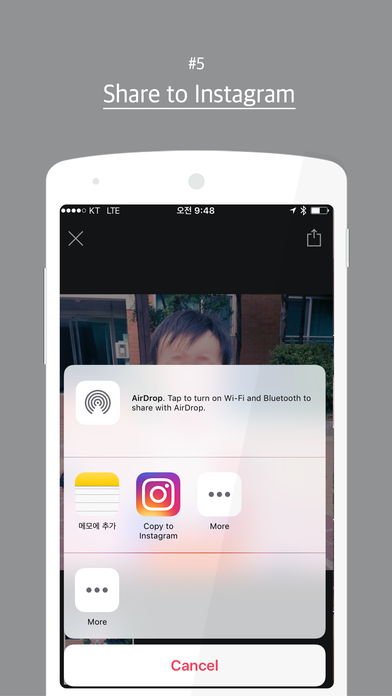 #5
Share to Instagram
KT LTE
오전 9:48
AirDrop. Tap to turn on Wi-Fi and Bluetooth to
share with AirDrop.
메모에 추가
Copy to
Instagram
More
More
Cancel